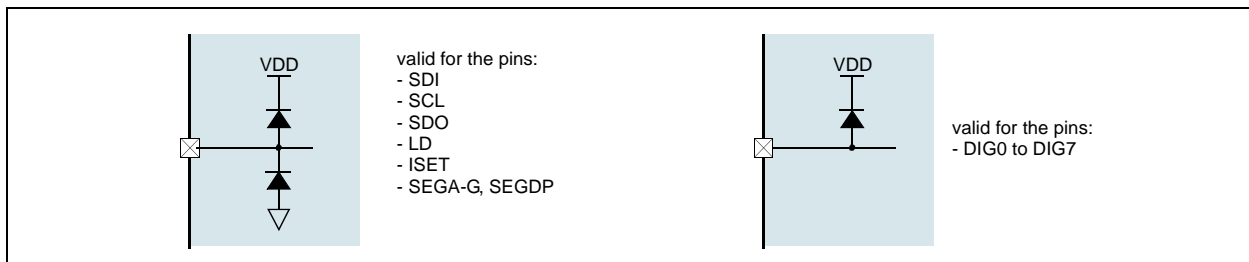 VDD
valid for the pins:
- SDI
- SCL
- SDO
- LD
- ISET
- SEGA-G, SEGDP
VDD
valid for the pins:
- DIG0 to DIG7